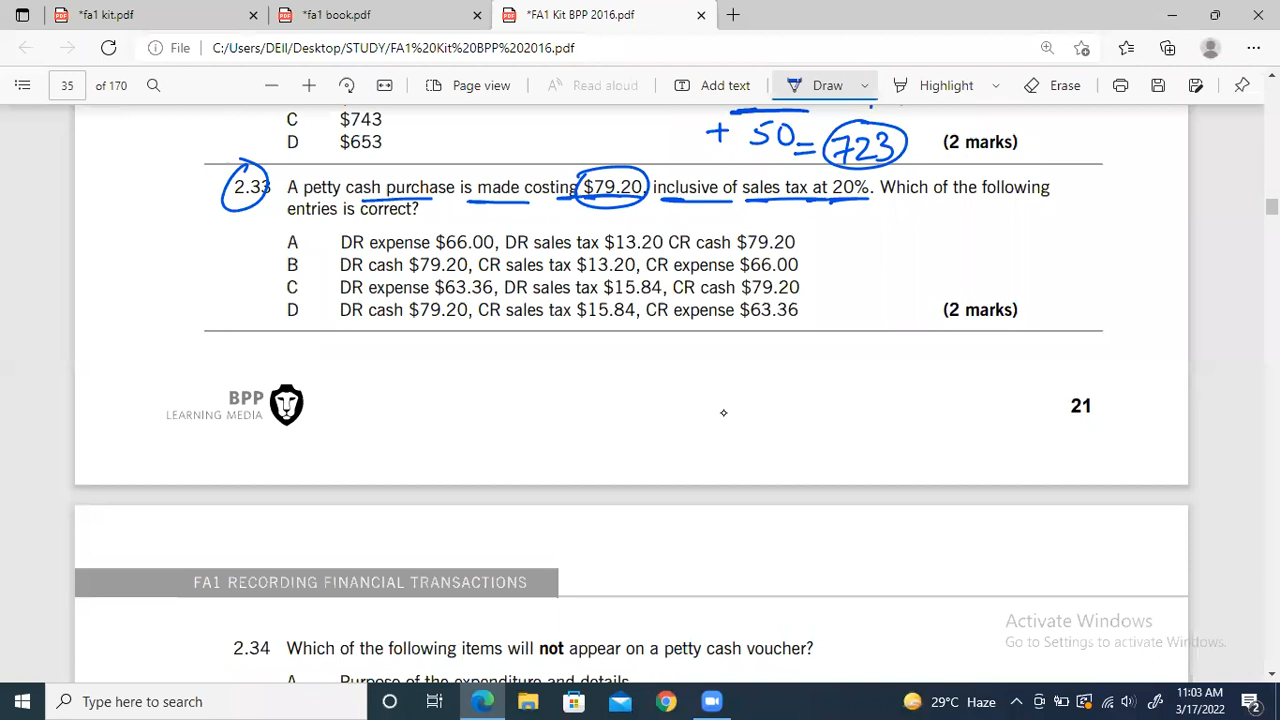 *fa1 kit.pdf
*fa1 book.pdf
*FA1 Kit BPP 2016.pdf
File
C:/Users/DEll/Desktop/STUDY/FA1%20Kit%20BPP%202016.pdf
35 of 170
Page view
Read aloud
Add text
Draw
Highlight
Erase
C $743
D $653 (2 marks)
+ 50 = 723
2.33 A petty cash purchase is made costing $79.20, inclusive of sales tax at 20%. Which of the following
entries is correct?
A DR expense $66.00, DR sales tax $13.20 CR cash $79.20
B DR cash $79.20, CR sales tax $13.20, CR expense $66.00
C DR expense $63.36, DR sales tax $15.84, CR cash $79.20
D DR cash $79.20, CR sales tax $15.84, CR expense $63.36 (2 marks)
BPP
LEARNING MEDIA
21
FA1 RECORDING FINANCIAL TRANSACTIONS
Activate Windows
Go to Settings to activate Windows.
2.34 Which of the following items will not appear on a petty cash voucher?
A Purpose of the expenditure and details
Type here to search
29°C Haze
11:03 AM
3/17/2022
2